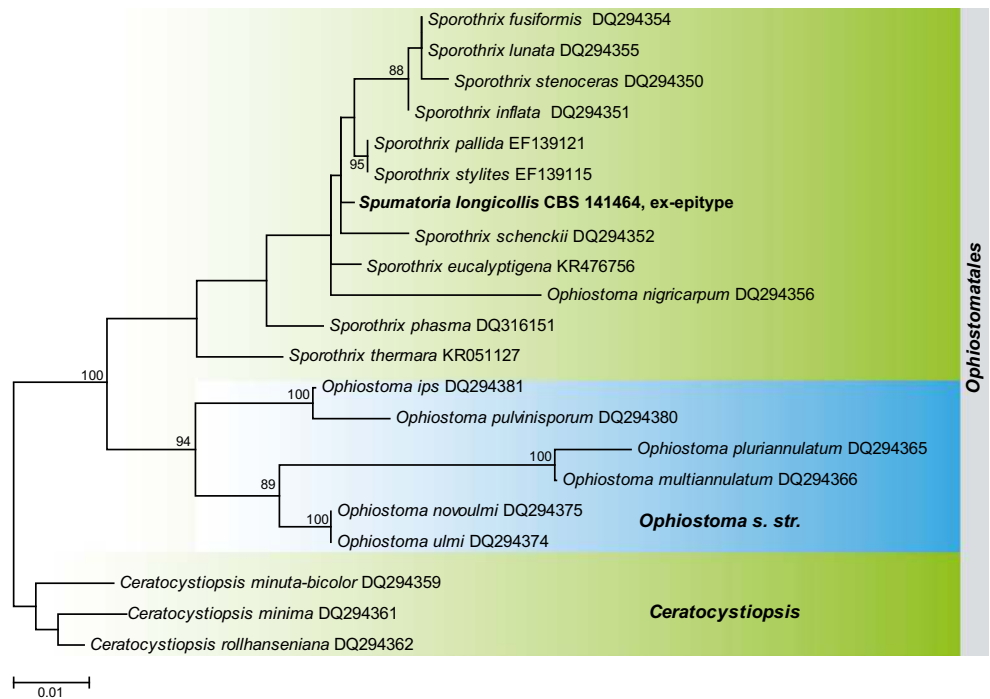 Sporothrix fusiformis DQ294354
Sporothrix lunata DQ294355
88
Sporothrix stenoceras DQ294350
Sporothrix inflata DQ294351
Sporothrix pallida EF139121
95
Sporothrix stylites EF139115
Spumatoria longicollis CBS 141464, ex-epitype
Sporothrix schenckii DQ294352
Sporothrix eucalyptigena KR476756
Ophiostoma nigricarpum DQ294356
Sporothrix phasma DQ316151
Sporothrix thermara KR051127
100
Ophiostoma ips DQ294381
100
Ophiostoma pulvinisporum DQ294380
94
Ophiostoma pluriannulatum DQ294365
100
Ophiostoma multiannulatum DQ294366
89
Ophiostoma novoulmi DQ294375
100
Ophiostoma s. str.
Ophiostoma ulmi DQ294374
Ceratocystiopsis minuta-bicolor DQ294359
Ceratocystiopsis minima DQ294361
Ceratocystiopsis
Ceratocystiopsis rollhanseniana DQ294362
Ophiostomatales
0.01